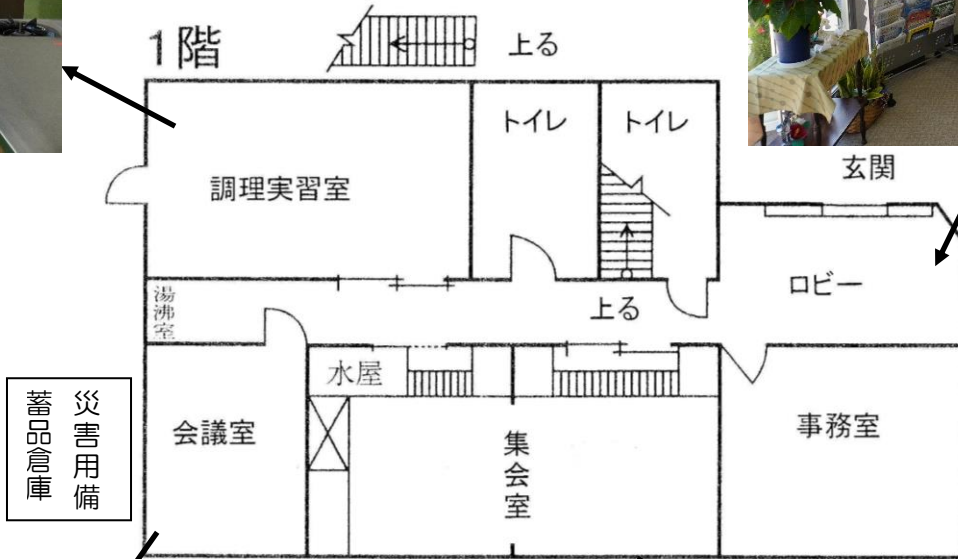 1階
上る
トイレ
トイレ
玄関
調理実習室
ロビー
湯沸室
上る
水屋
会議室
集会室
事務室
災害用備
蓄品倉庫